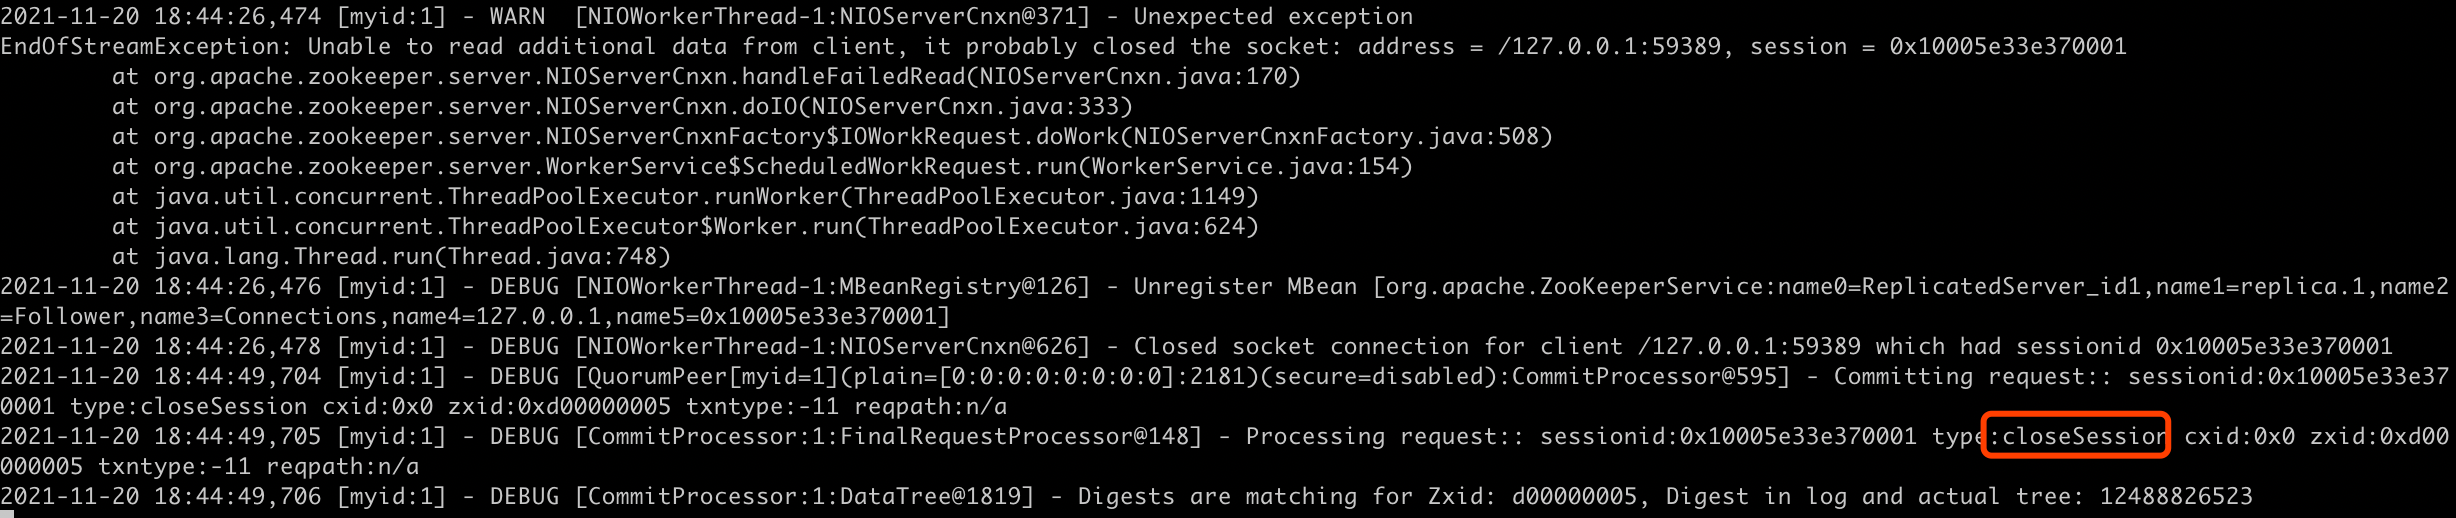 2021-11-20 18:44:26,474 [myid:1] - WARN  [NIOWorkerThread-1:NIOServerCnxn@371] - Unexpected exception
EndOfStreamException: Unable to read additional data from client, it probably closed the socket: address = /127.0.0.1:59389, session = 0x10005e33e370001
        at org.apache.zookeeper.server.NIOServerCnxn.handleFailedRead(NIOServerCnxn.java:170)
        at org.apache.zookeeper.server.NIOServerCnxn.doIO(NIOServerCnxn.java:333)
        at org.apache.zookeeper.server.NIOServerCnxnFactory$IOWorkRequest.doWork(NIOServerCnxnFactory.java:508)
        at org.apache.zookeeper.server.WorkerService$ScheduledWorkRequest.run(WorkerService.java:154)
        at java.util.concurrent.ThreadPoolExecutor.runWorker(ThreadPoolExecutor.java:1149)
        at java.util.concurrent.ThreadPoolExecutor$Worker.run(ThreadPoolExecutor.java:624)
        at java.lang.Thread.run(Thread.java:748)
2021-11-20 18:44:26,476 [myid:1] - DEBUG [NIOWorkerThread-1:MBeanRegistry@126] - Unregister MBean [org.apache.ZooKeeperService:name0=ReplicatedServer_id1,name1=replica.1,name2
=Follower,name3=Connections,name4=127.0.0.1,name5=0x10005e33e370001]
2021-11-20 18:44:26,478 [myid:1] - DEBUG [NIOWorkerThread-1:NIOServerCnxn@626] - Closed socket connection for client /127.0.0.1:59389 which had sessionid 0x10005e33e370001
2021-11-20 18:44:49,704 [myid:1] - DEBUG [QuorumPeer[myid=1](plain=[0:0:0:0:0:0:0:0]:2181)(secure=disabled):CommitProcessor@595] - Committing request:: sessionid:0x10005e33e37
0001 type:closeSession cxid:0x0 zxid:0xd00000005 txntype:-11 reqpath:n/a
2021-11-20 18:44:49,705 [myid:1] - DEBUG [CommitProcessor:1:FinalRequestProcessor@148] - Processing request:: sessionid:0x10005e33e370001 type:closeSession cxid:0x0 zxid:0xd00
000005 txntype:-11 reqpath:n/a
2021-11-20 18:44:49,706 [myid:1] - DEBUG [CommitProcessor:1:DataTree@1819] - Digests are matching for Zxid: d00000005, Digest in log and actual tree: 12488826523